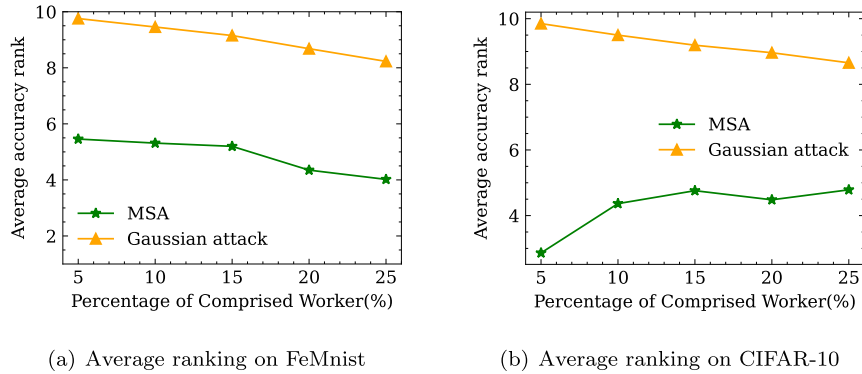 10
8
6
4
2
Average accuracy rank
MSA
Gaussian attack
5 10 15 20 25
Percentage of Comprised Worker(%)
(a) Average ranking on FeMnist
10
8
6
4
Average accuracy rank
MSA
Gaussian attack
5 10 15 20 25
Percentage of Comprised Worker(%)
(b) Average ranking on CIFAR-10